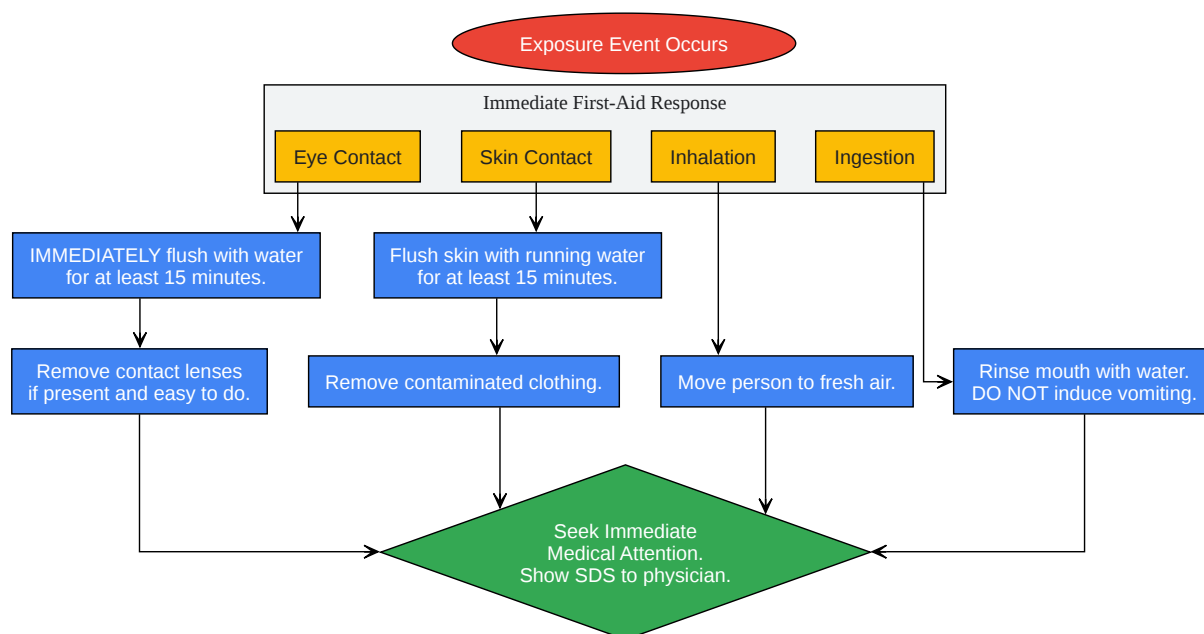 Exposure Event Occurs
Immediate First-Aid Response
Eye Contact
Skin Contact
Inhalation
Ingestion
IMMEDIATELY flush with water
for at least 15 minutes.
Flush skin with running water
for at least 15 minutes.
Remove contact lenses
if present and easy to do.
Remove contaminated clothing.
Move person to fresh air.
Rinse mouth with water.
DO NOT induce vomiting.
Seek Immediate
Medical Attention.
Show SDS to physician.